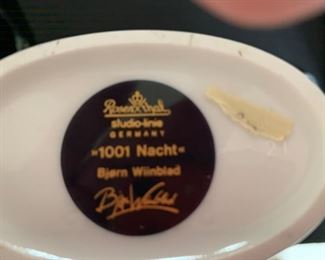 Rosenthal
studio-linie
GERMANY
»1001 Nacht«
Bjørn Wiinblad